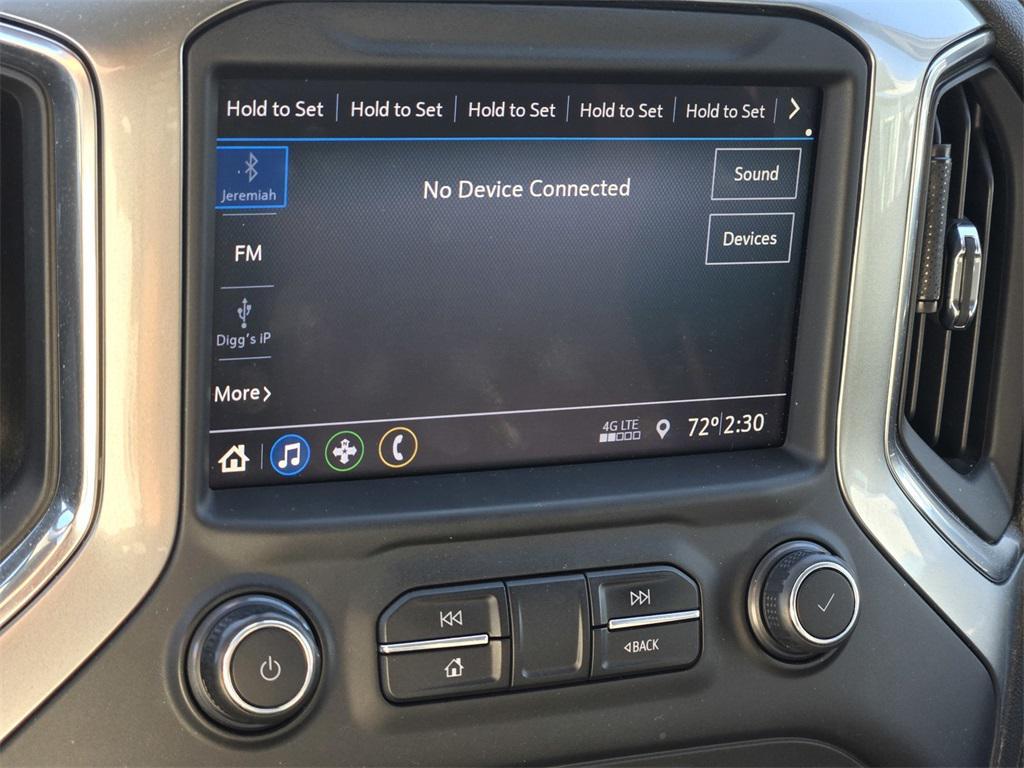 Hold to Set Hold to Set Hold to Set Hold to Set Hold to Set
Jeremiah
No Device Connected
Sound
FM
Devices
Digg's iP
More
4G LTE
72° 2:30
BACK